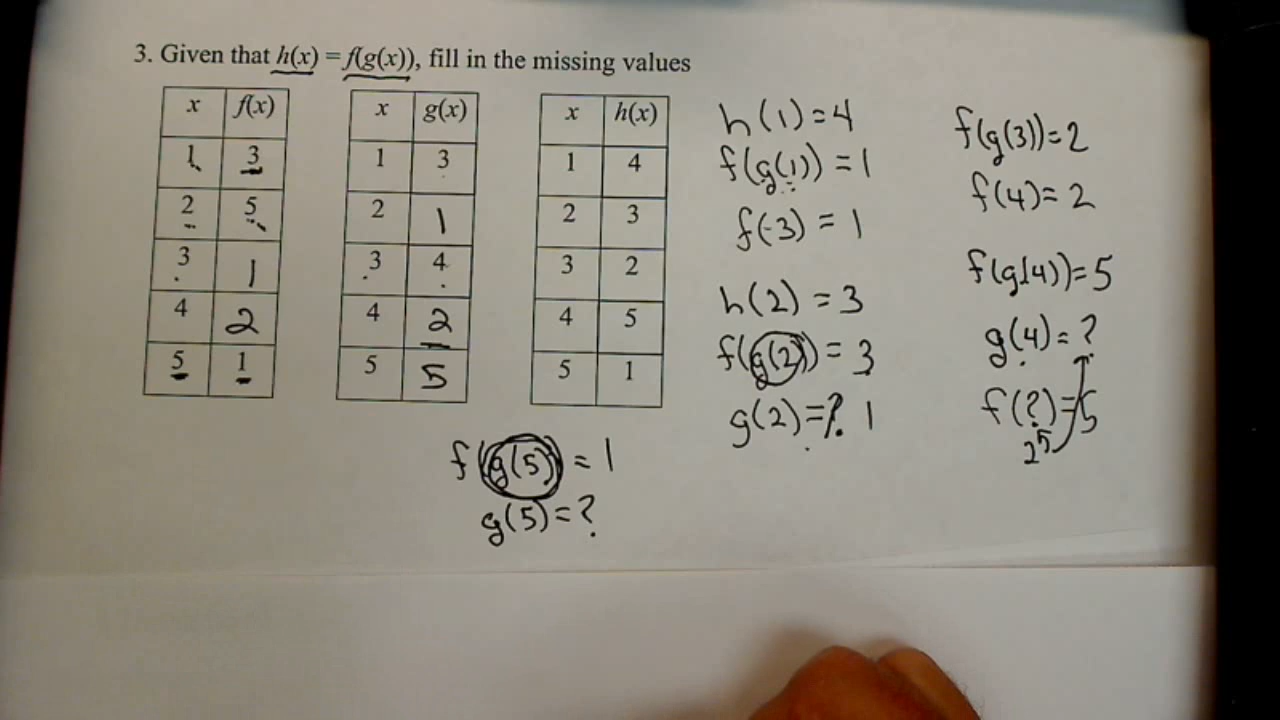 3. Given that h(x) = f(g(x)), fill in the missing values
x f(x)
1 3
2 5
3 1
4 2
5 1
x g(x)
1 3
2 1
3 4
4 2
5 5
x h(x)
1 4
2 3
3 2
4 5
5 1
h(1)=4
f(g(1))=1
f(3)=1
h(2)=3
f(g(2))=3
g(2)=? 1
f(g(3))=2
f(4)=2
f(g(4))=5
g(4)=?
f(?)=5
2 5
f(g(5))=1
g(5)=?